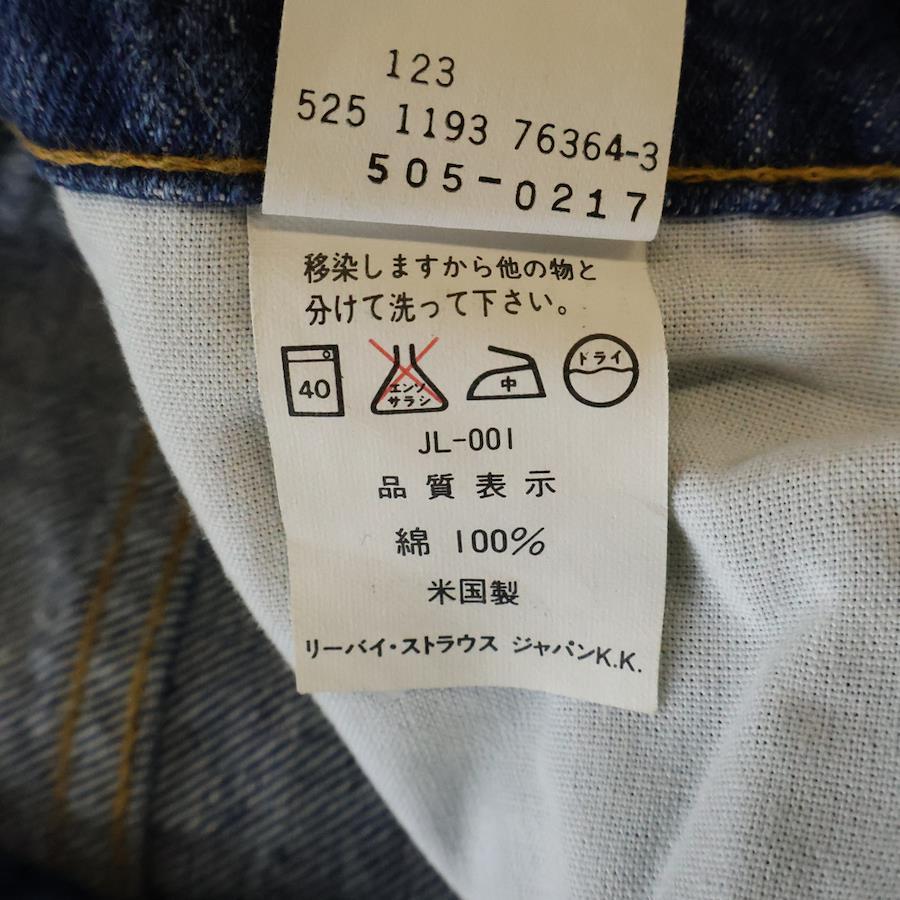 123
525 1193 76364-3
505-0217
移染しますから他の物と
分けて洗って下さい。
40 エンソ サラシ 中 ドライ
JL-001
品質表示
綿 100%
米国製
リーバイ・ストラウス ジャパンK.K.